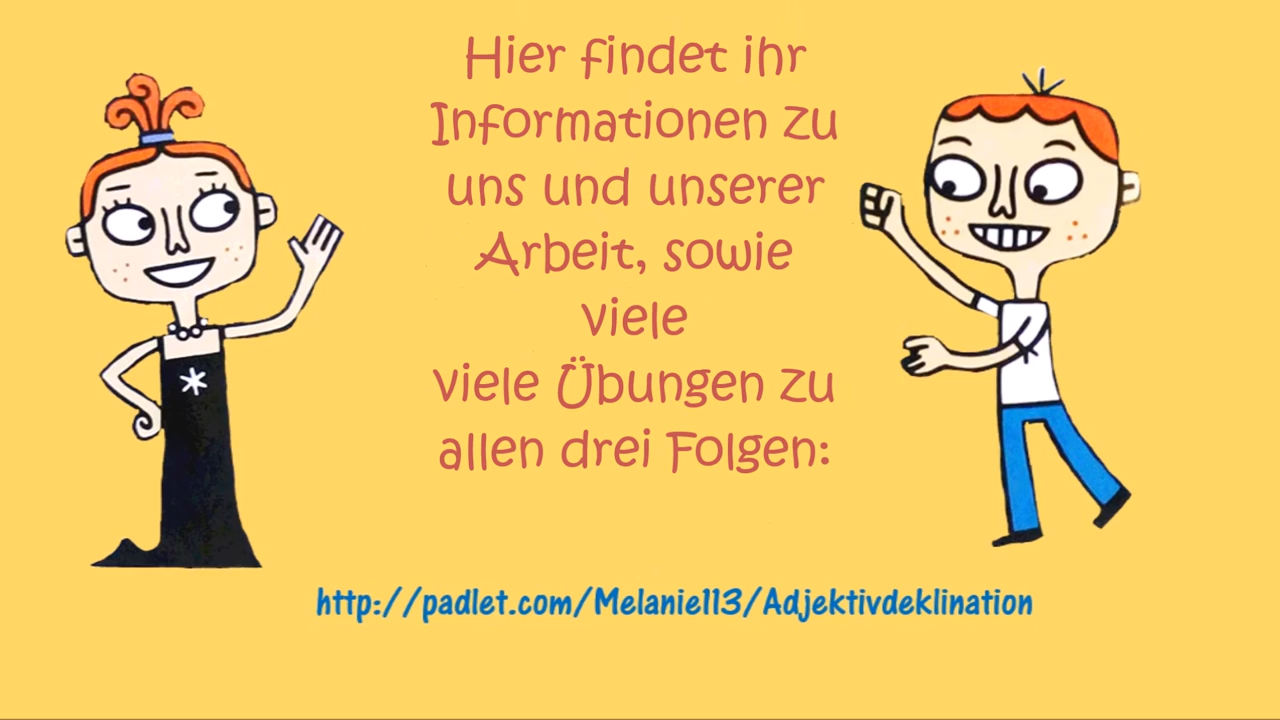 Hier findet ihr
Informationen zu
uns und unserer
Arbeit, sowie
viele
viele Übungen zu
allen drei Folgen:
http://padlet.com/Melanie113/Adjektivdeklination